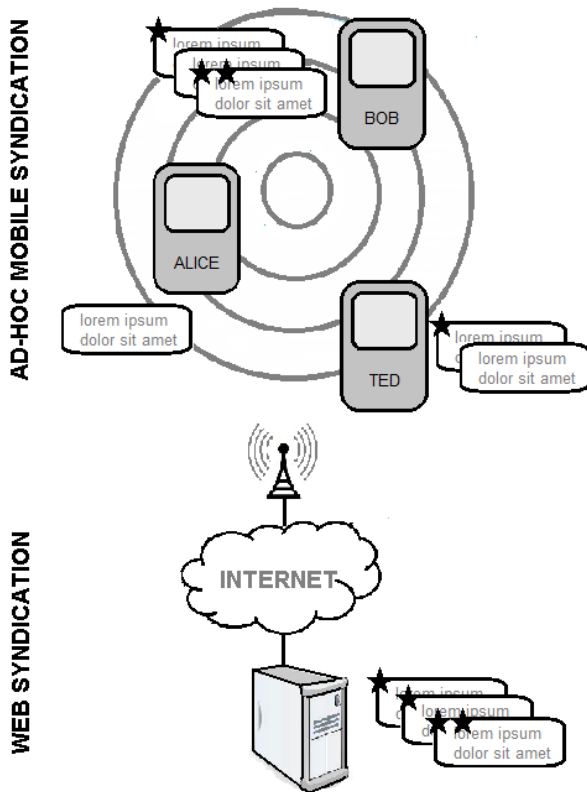 AD-HOC MOBILE SYNDICATION
lorem ipsum
lorem ipsum
lorem ipsum
dolor sit amet
BOB
ALICE
lorem ipsum
dolor sit amet
TED
lorem ipsum
lorem ipsum
dolor sit amet
WEB SYNDICATION
INTERNET
lorem ipsum
lorem ipsum
lorem ipsum
dolor sit amet